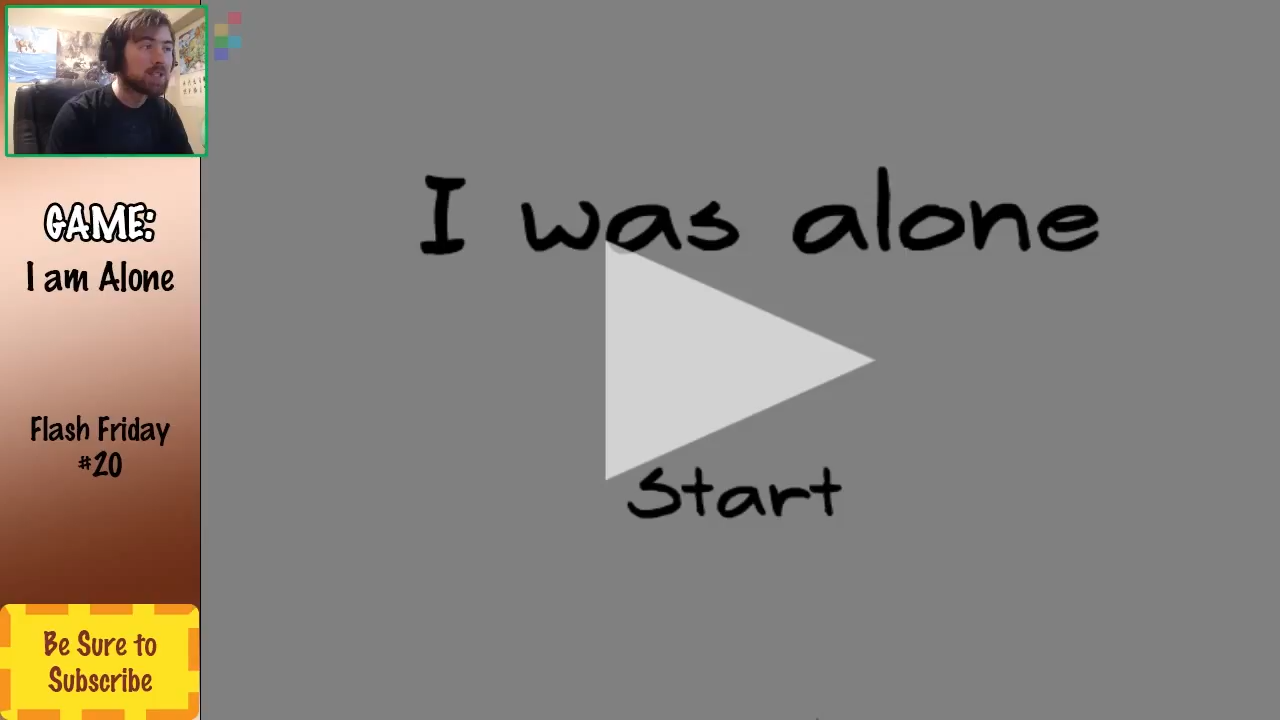 GAME:
I am Alone
Flash Friday
#20
Be Sure to
Subscribe
I was alone
Start